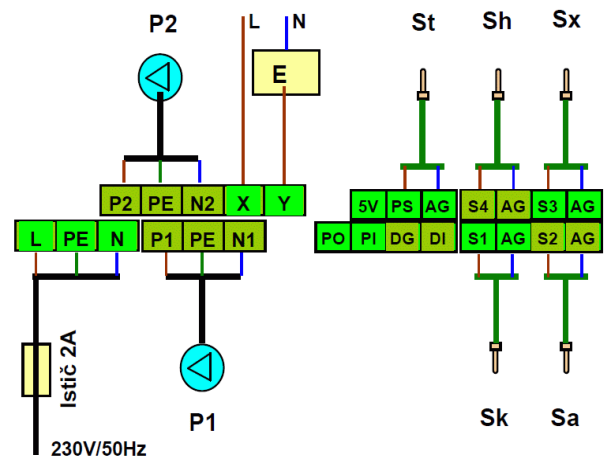 P2
L
N
St
Sh
Sx
E
P2 PE N2 X Y
5V PS AG S4 AG S3 AG
L PE N P1 PE N1
PO PI DG DI S1 AG S2 AG
Istič 2A
P1
Sk
Sa
230V/50Hz